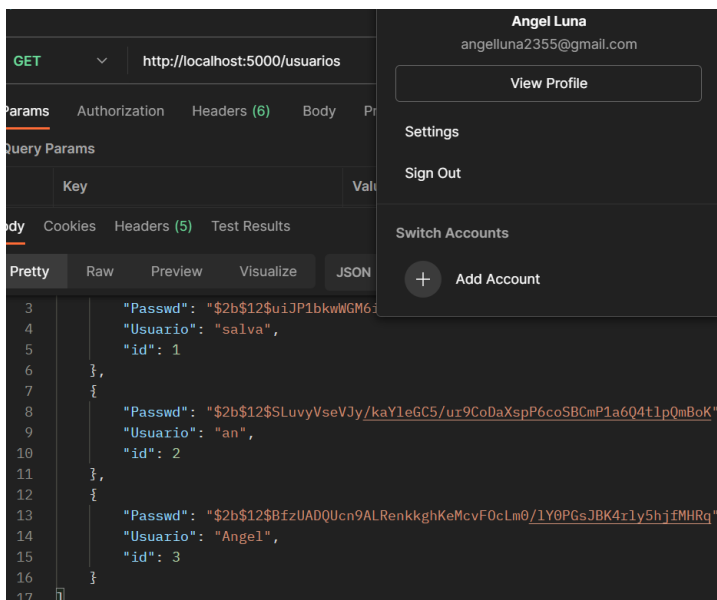 Angel Luna
angelluna2355@gmail.com
View Profile
Settings
Sign Out
Switch Accounts
+ Add Account
GET http://localhost:5000/usuarios
Params Authorization Headers (6) Body Pr
Query Params
Key Valu
ody Cookies Headers (5) Test Results
Pretty Raw Preview Visualize JSON
3 "Passwd": "$2b$12$uiJP1bkwWGM6i
4 "Usuario": "salva",
5 "id": 1
6 },
7 {
8 "Passwd": "$2b$12$SLuvyVseVJy/kaYleGC5/ur9CoDaXspP6coSBCmP1a6Q4tlpQmBoK"
9 "Usuario": "an",
10 "id": 2
11 },
12 {
13 "Passwd": "$2b$12$BfzUADQUcn9ALRenkkghKeMcvFOcLm0/lY0PGsJBK4rly5hjfMHRq"
14 "Usuario": "Angel",
15 "id": 3
16 }
17 ]